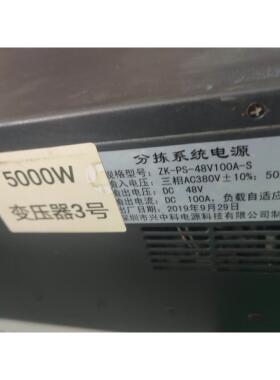 分拣系统电源
规格型号: ZK-PS-48V100A-S
输入电压: 三相AC380V±10%; 50
输出电压: DC 48V
输出电流: DC 100A, 负载自适应
出厂日期: 2019年9月29日
深圳市兴中科电源科技有限公司制
5000W
变压器3号